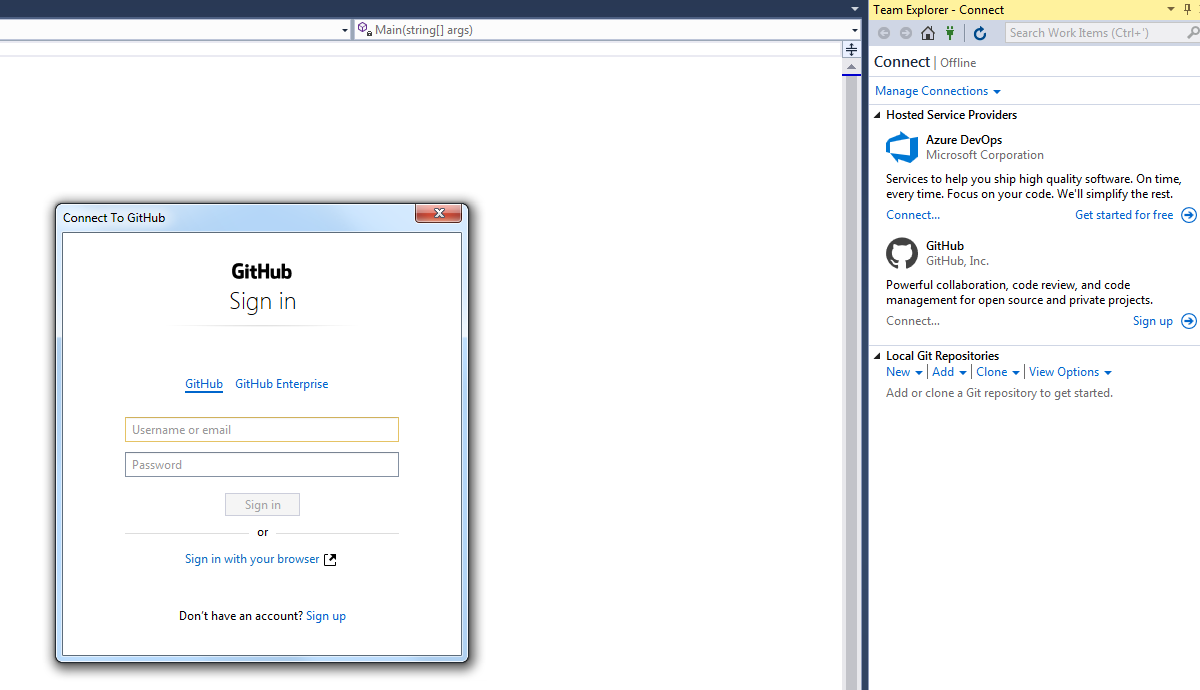 Main(string[] args)
Team Explorer - Connect
Search Work Items (Ctrl+')
Connect | Offline
Manage Connections
Hosted Service Providers
Azure DevOps
Microsoft Corporation
Services to help you ship high quality software. On time,
every time. Focus on your code. We'll simplify the rest.
Connect... Get started for free
GitHub
GitHub, Inc.
Powerful collaboration, code review, and code
management for open source and private projects.
Connect... Sign up
Local Git Repositories
New | Add | Clone | View Options
Add or clone a Git repository to get started.
Connect To GitHub
GitHub
Sign in
GitHub GitHub Enterprise
Username or email
Password
Sign in
or
Sign in with your browser
Don't have an account? Sign up